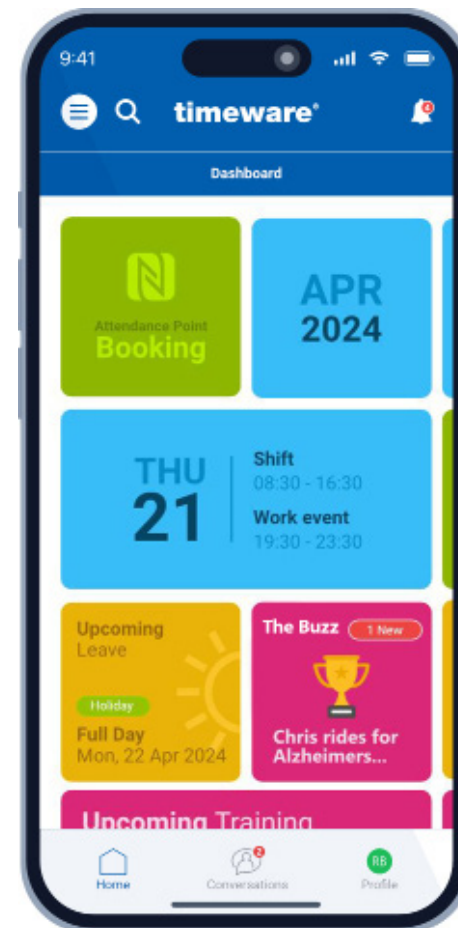 9:41
timeware®
4
Dashboard
Attendance Point
Booking
APR
2024
THU
21
Shift
08:30 - 16:30
Work event
19:30 - 23:30
Upcoming
Leave
Holiday
Full Day
Mon, 22 Apr 2024
The Buzz
1 New
Chris rides for
Alzheimers...
Upcoming Training
Home
2
Conversations
RB
Profile